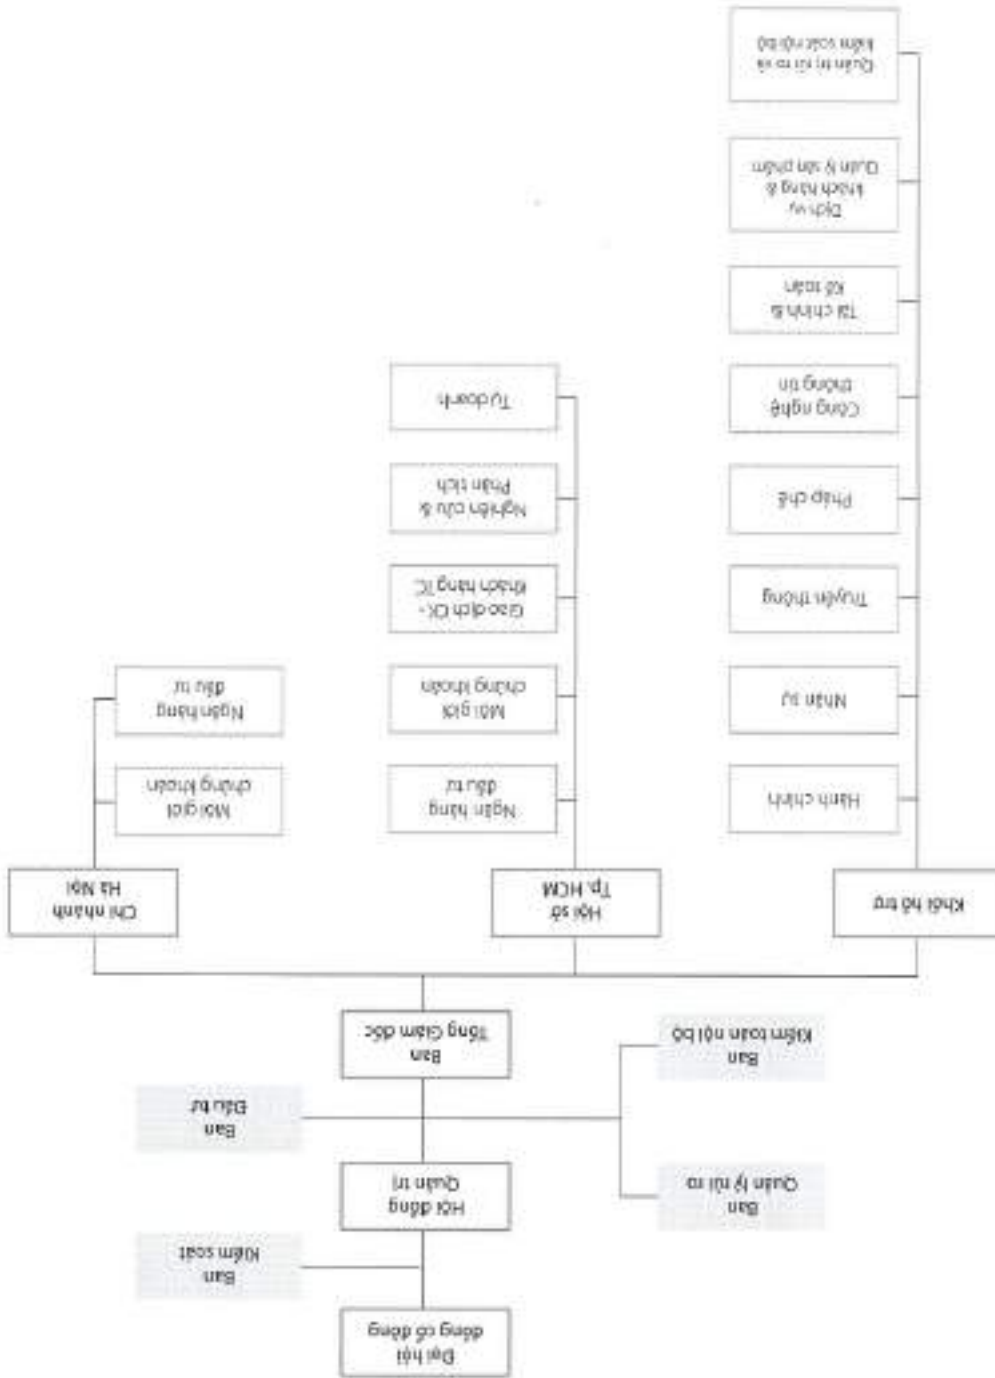 Đại hội
đồng cổ đông
Ban
Kiểm soát
Hội đồng
Quản trị
Ban
Quản lý rủi ro
Ban
Đầu tư
Ban
Kiểm toán nội bộ
Ban
Tổng Giám đốc
Khối hỗ trợ
Hội sở
Tp. HCM
Chi nhánh
Hà Nội
Hành chính
Nhân sự
Truyền thông
Pháp chế
Công nghệ
thông tin
Tài chính &
Kế toán
Dịch vụ
khách hàng &
Quản lý sản phẩm
Quản trị rủi ro và
kiểm soát nội bộ
Ngân hàng
đầu tư
Môi giới
chứng khoán
Giao dịch CK -
Khách hàng TC
Nghiên cứu &
Phân tích
Tự doanh
Môi giới
chứng khoán
Ngân hàng
đầu tư